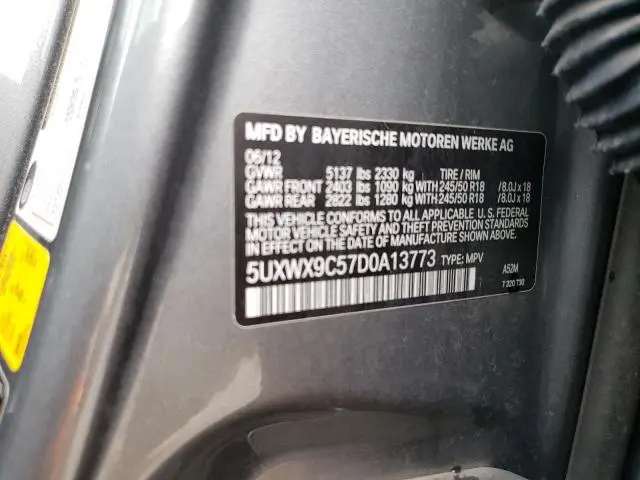 MFD BY BAYERISCHE MOTOREN WERKE AG
06/12
GVWR 5137 lbs 2330 kg TIRE / RIM
GAWR FRONT 2403 lbs 1090 kg WITH 245/50 R18 / 8.0J x 18
GAWR REAR 2822 lbs 1280 kg WITH 245/50 R18 / 8.0J x 18
THIS VEHICLE CONFORMS TO ALL APPLICABLE U. S. FEDERAL
MOTOR VEHICLE SAFETY, AND THEFT PREVENTION STANDARDS
IN EFFECT ON THE DATE OF MANUFACTURE SHOWN ABOVE.
5UXWX9C57D0A13773 TYPE: MPV
A52M
T 320 T30